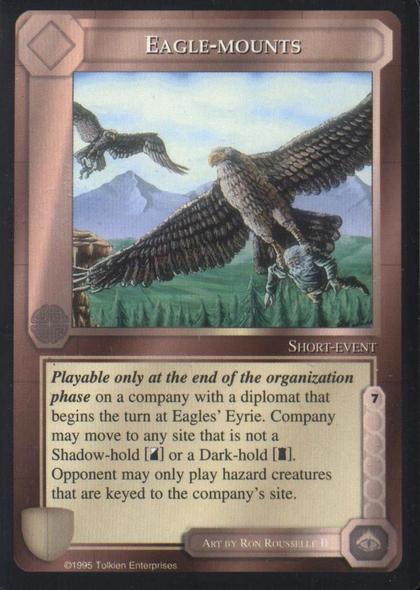 EAGLE-MOUNTS
SHORT-EVENT
Playable only at the end of the organization
phase on a company with a diplomat that
begins the turn at Eagles' Eyrie. Company
may move to any site that is not a
Shadow-hold [] or a Dark-hold [].
Opponent may only play hazard creatures
that are keyed to the company's site.
7
ART BY RON ROUSSELLE II
©1995 Tolkien Enterprises